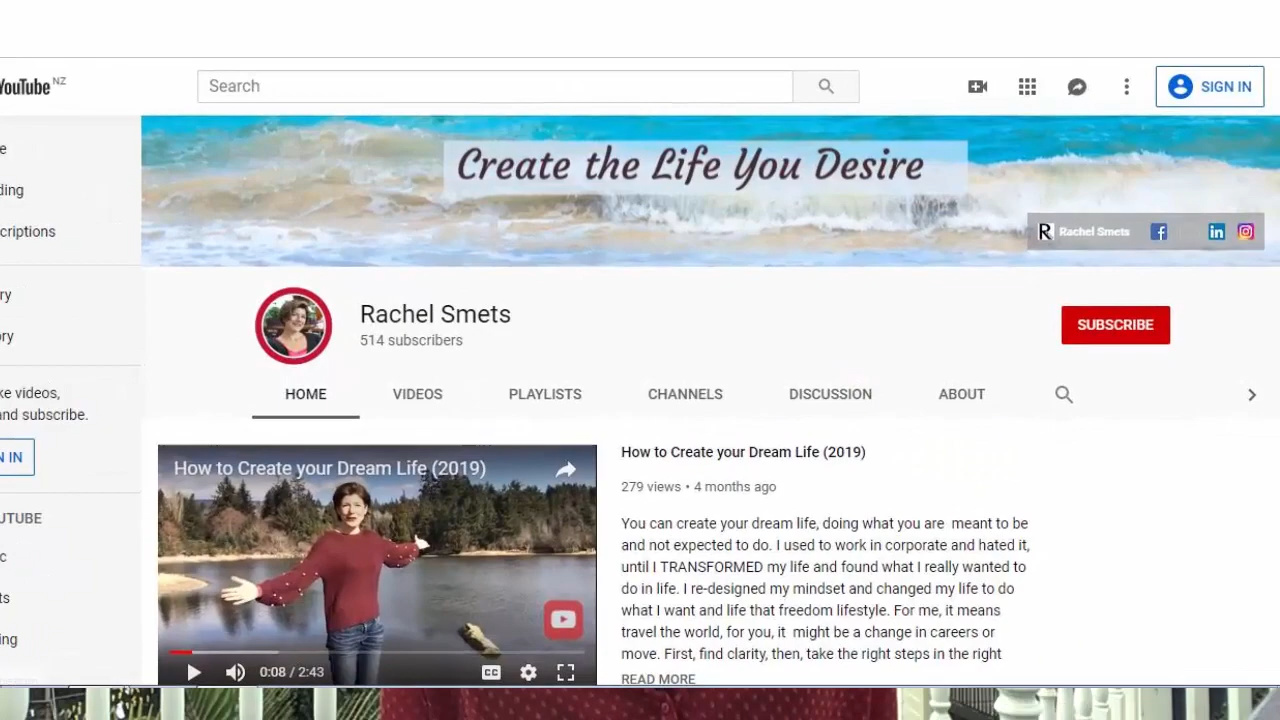 YouTube NZ
Search
SIGN IN
Create the Life You Desire
criptions
R Rachel Smets
Rachel Smets
514 subscribers
SUBSCRIBE
HOME VIDEOS PLAYLISTS CHANNELS DISCUSSION ABOUT
ke videos,
and subscribe.
N IN
UTUBE
How to Create your Dream Life (2019)
0:08 / 2:43
CC
How to Create your Dream Life (2019)
279 views • 4 months ago
You can create your dream life, doing what you are meant to be
and not expected to do. I used to work in corporate and hated it,
until I TRANSFORMED my life and found what I really wanted to
do in life. I re-designed my mindset and changed my life to do
what I want and life that freedom lifestyle. For me, it means
travel the world, for you, it might be a change in careers or
move. First, find clarity, then, take the right steps in the right
READ MORE